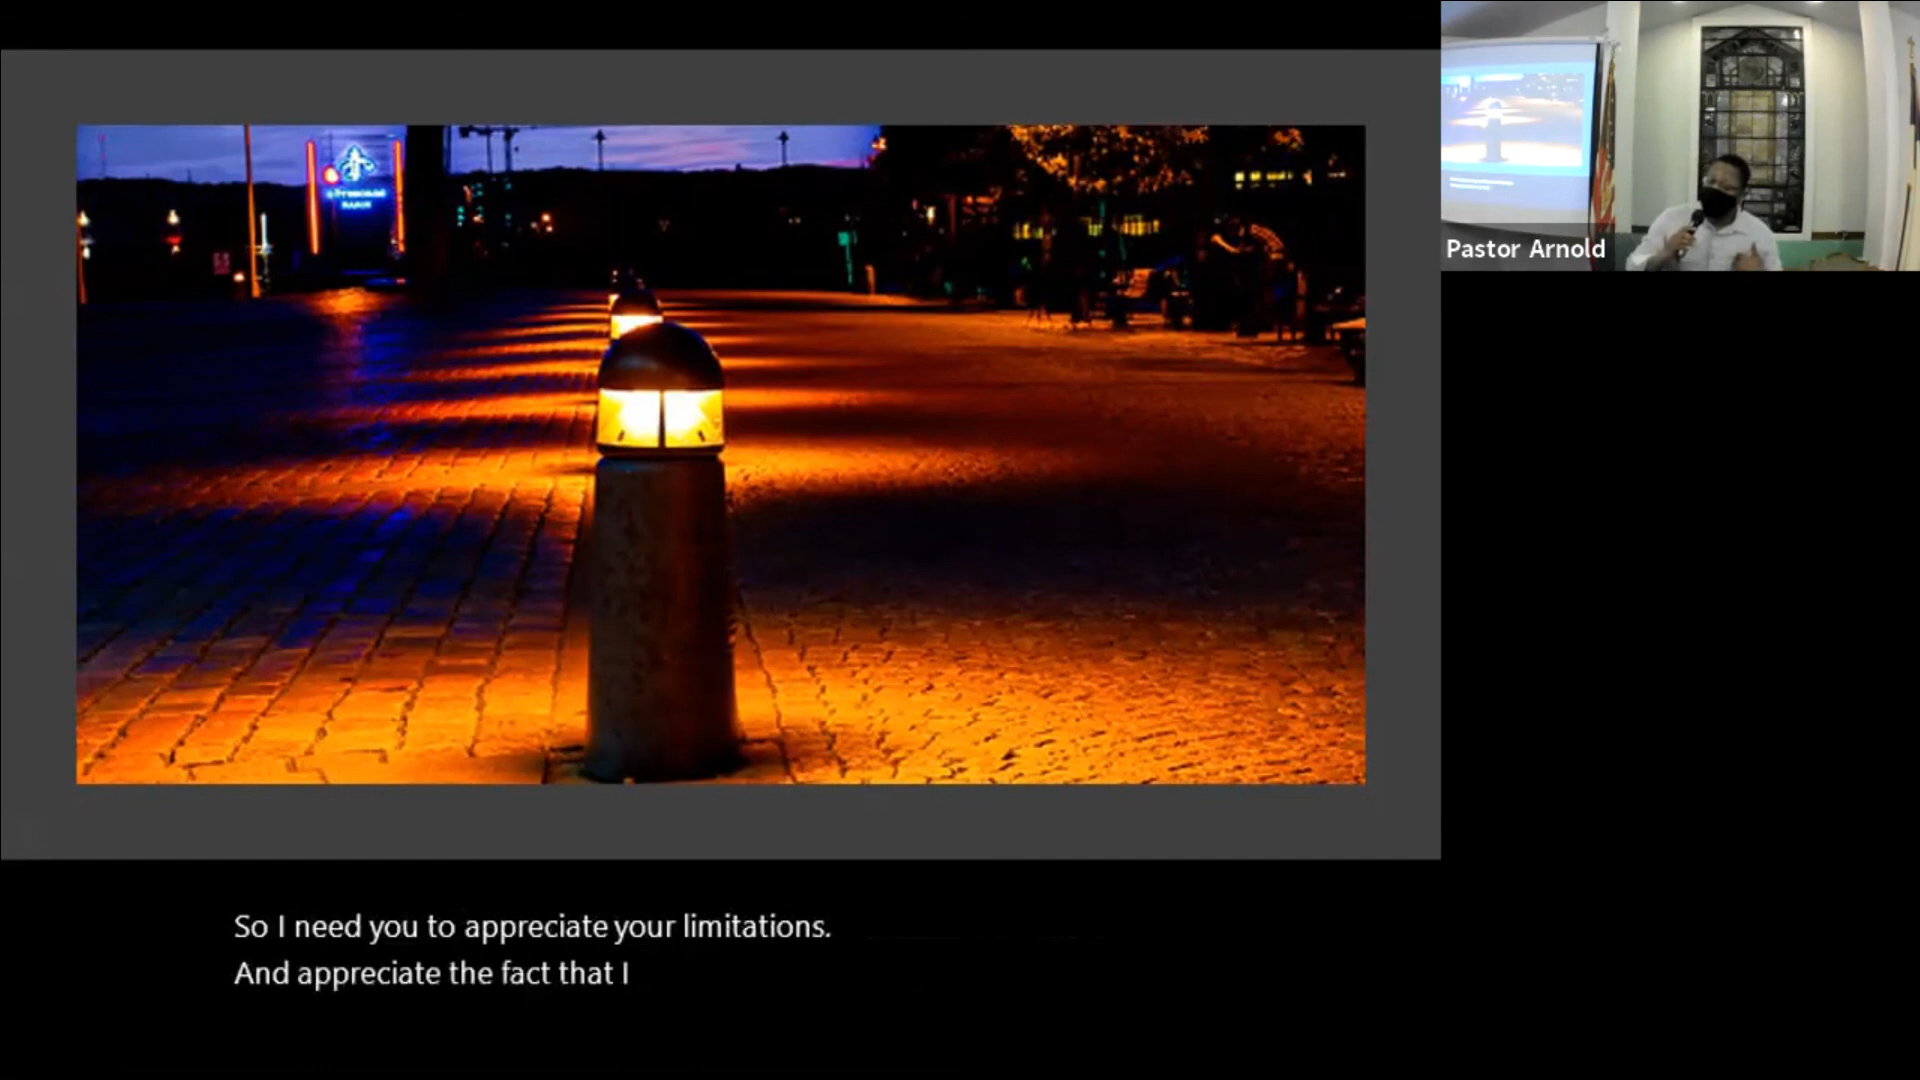 Pastor Arnold
So I need you to appreciate your limitations.
And appreciate the fact that I